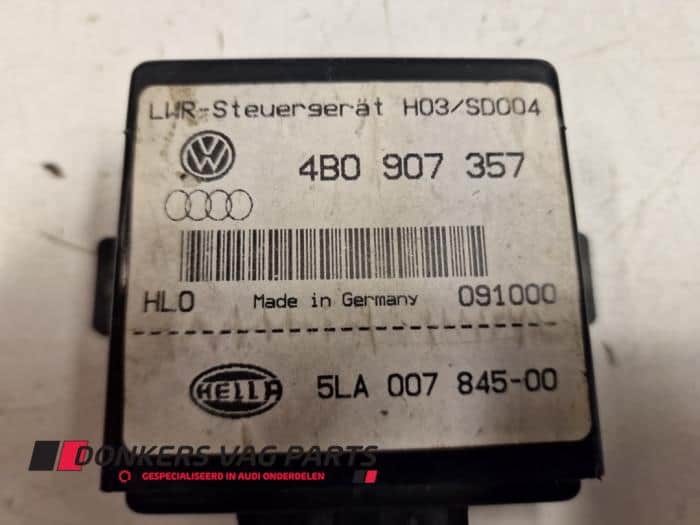 LWR-Steuergerät H03/SD004
4B0 907 357
HLO Made in Germany 091000
HELLA 5LA 007 845-00
DONKERS VAG PARTS
GESPECIALISEERD IN AUDI ONDERDELEN